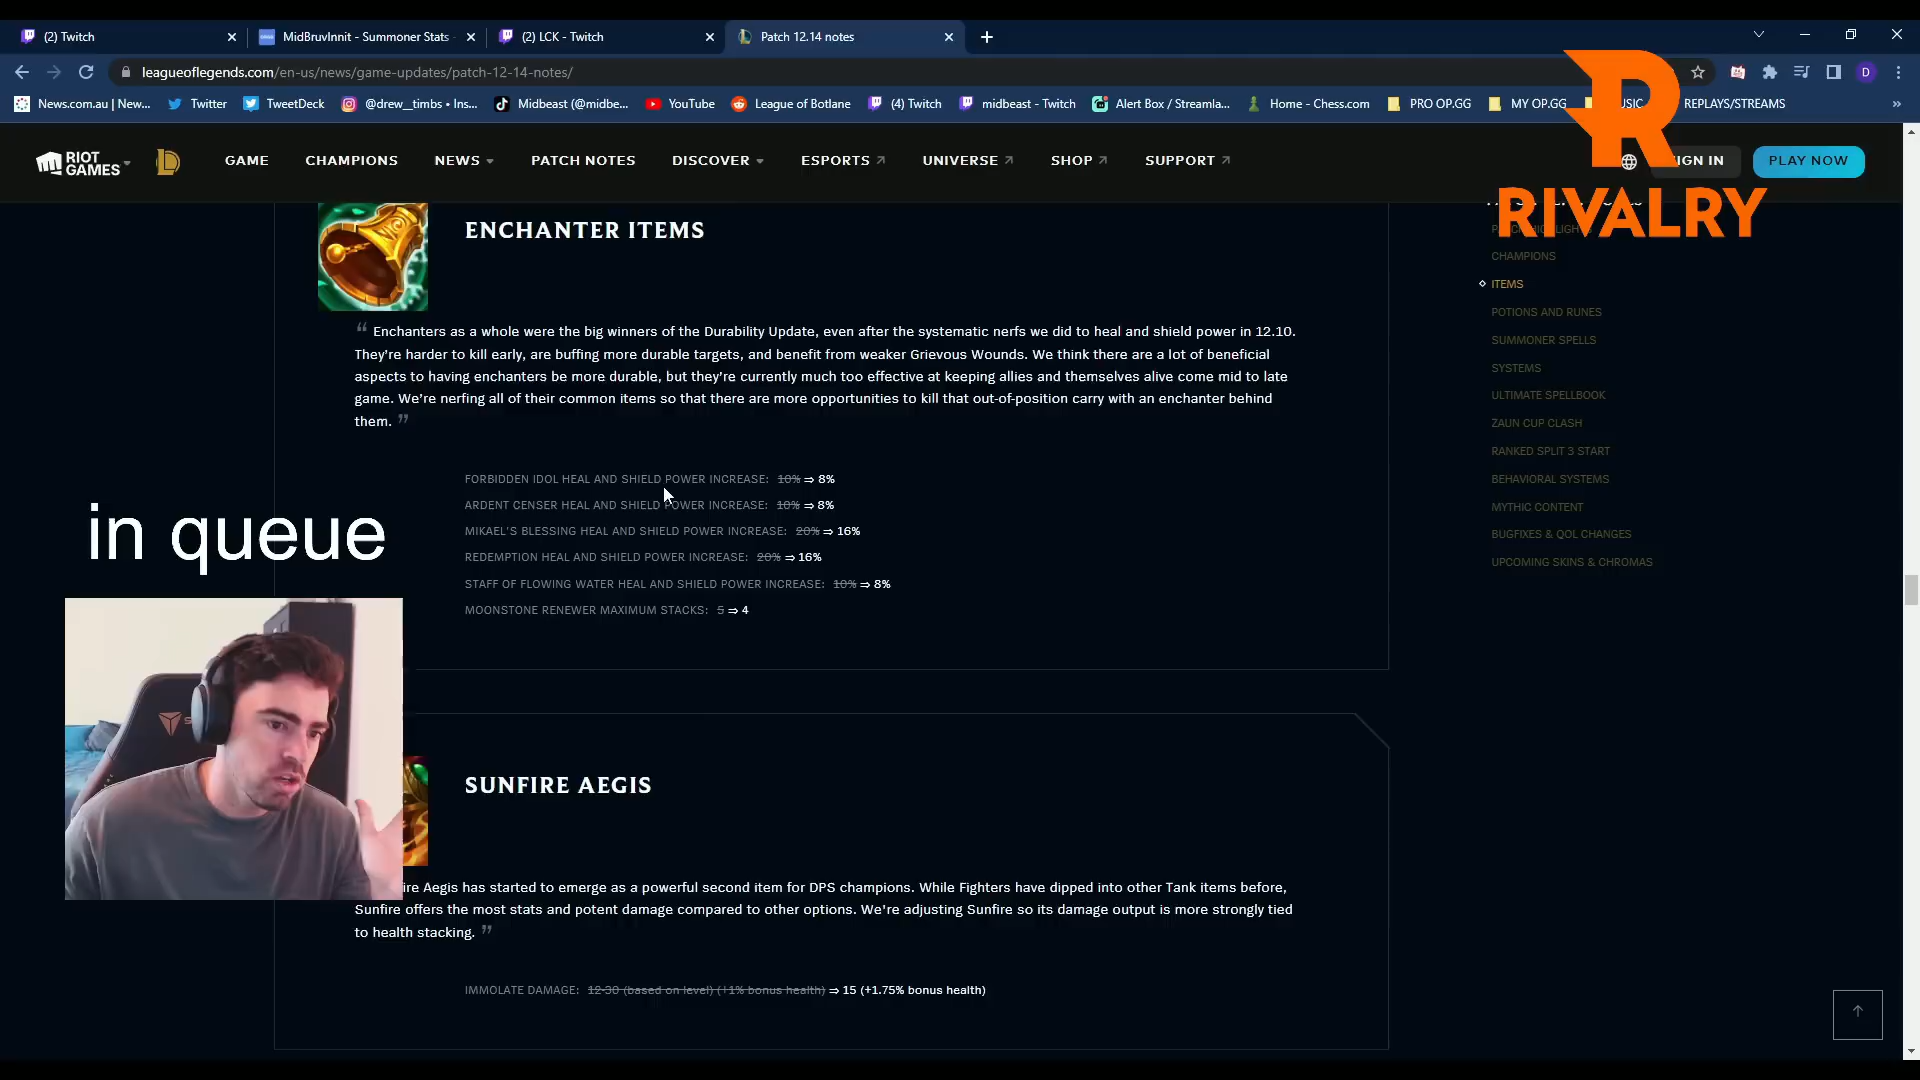 (2) Twitch
MidBruvInnit - Summoner Stats -
(2) LCK - Twitch
Patch 12.14 notes
leagueoflegends.com/en-us/news/game-updates/patch-12-14-notes/
D
News.com.au | New...
Twitter
TweetDeck
@drew__timbs • Ins...
Midbeast (@midbe...
YouTube
League of Botlane
(4) Twitch
midbeast - Twitch
Alert Box / Streamla...
Home - Chess.com
PRO OP.GG
MY OP.GG
REPLAYS/STREAMS
RIOT
GAMES
GAME
CHAMPIONS
NEWS
PATCH NOTES
DISCOVER
ESPORTS
UNIVERSE
SHOP
SUPPORT
IGN IN
PLAY NOW
RIVALRY
ENCHANTER ITEMS
“ Enchanters as a whole were the big winners of the Durability Update, even after the systematic nerfs we did to heal and shield power in 12.10.
They’re harder to kill early, are buffing more durable targets, and benefit from weaker Grievous Wounds. We think there are a lot of beneficial
aspects to having enchanters be more durable, but they’re currently much too effective at keeping allies and themselves alive come mid to late
game. We’re nerfing all of their common items so that there are more opportunities to kill that out-of-position carry with an enchanter behind
them. ”
FORBIDDEN IDOL HEAL AND SHIELD POWER INCREASE: 10% ⇒ 8%
ARDENT CENSER HEAL AND SHIELD POWER INCREASE: 10% ⇒ 8%
MIKAEL'S BLESSING HEAL AND SHIELD POWER INCREASE: 20% ⇒ 16%
REDEMPTION HEAL AND SHIELD POWER INCREASE: 20% ⇒ 16%
STAFF OF FLOWING WATER HEAL AND SHIELD POWER INCREASE: 10% ⇒ 8%
MOONSTONE RENEWER MAXIMUM STACKS: 5 ⇒ 4
in queue
SUNFIRE AEGIS
ire Aegis has started to emerge as a powerful second item for DPS champions. While Fighters have dipped into other Tank items before,
Sunfire offers the most stats and potent damage compared to other options. We're adjusting Sunfire so its damage output is more strongly tied
to health stacking. ”
IMMOLATE DAMAGE: 12-30 (based on level) (+1% bonus health) ⇒ 15 (+1.75% bonus health)
CHAMPIONS
ITEMS
POTIONS AND RUNES
SUMMONER SPELLS
SYSTEMS
ULTIMATE SPELLBOOK
ZAUN CUP CLASH
RANKED SPLIT 3 START
BEHAVIORAL SYSTEMS
MYTHIC CONTENT
BUGFIXES & QOL CHANGES
UPCOMING SKINS & CHROMAS